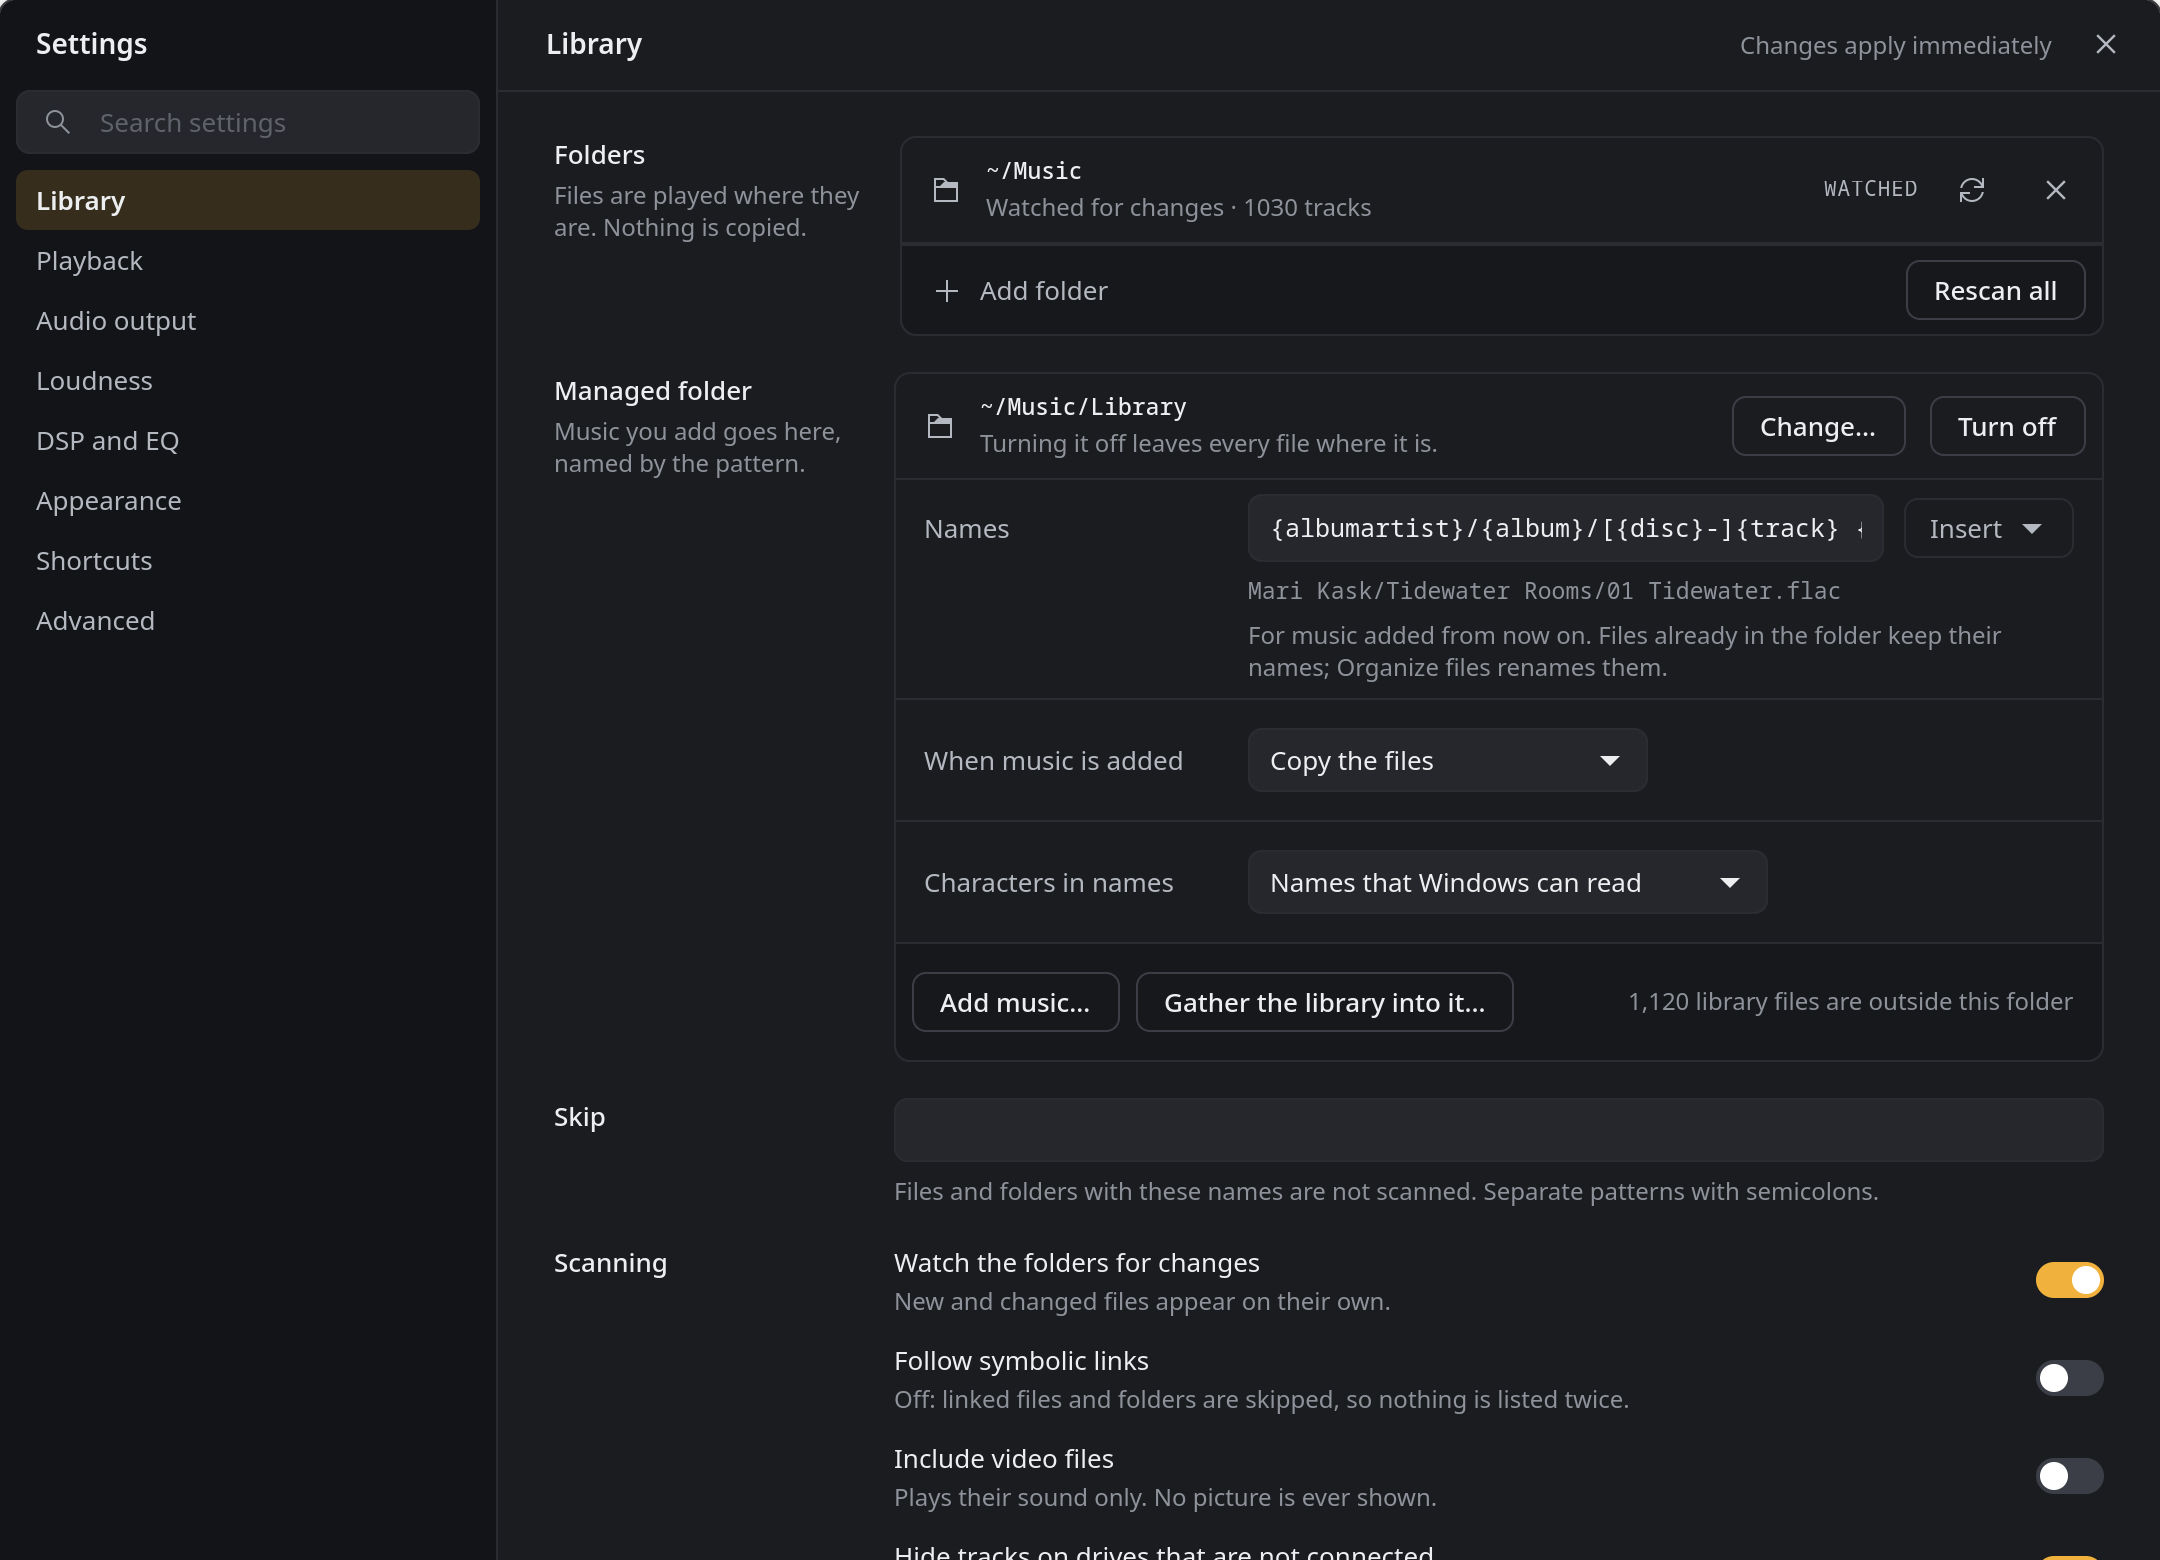 Settings
Library
Changes apply immediately
Search settings
Library
Playback
Audio output
Loudness
DSP and EQ
Appearance
Shortcuts
Advanced
Folders
Files are played where they
are. Nothing is copied.
~/Music
Watched for changes · 1030 tracks
WATCHED
Add folder
Rescan all
Managed folder
Music you add goes here,
named by the pattern.
~/Music/Library
Turning it off leaves every file where it is.
Change...
Turn off
Names
{albumartist}/{album}/[{disc}-]{track} {
Insert
Mari Kask/Tidewater Rooms/01 Tidewater.flac
For music added from now on. Files already in the folder keep their
names; Organize files renames them.
When music is added
Copy the files
Characters in names
Names that Windows can read
Add music...
Gather the library into it...
1,120 library files are outside this folder
Skip
Files and folders with these names are not scanned. Separate patterns with semicolons.
Scanning
Watch the folders for changes
New and changed files appear on their own.
Follow symbolic links
Off: linked files and folders are skipped, so nothing is listed twice.
Include video files
Plays their sound only. No picture is ever shown.
Hide tracks on drives that are not connected